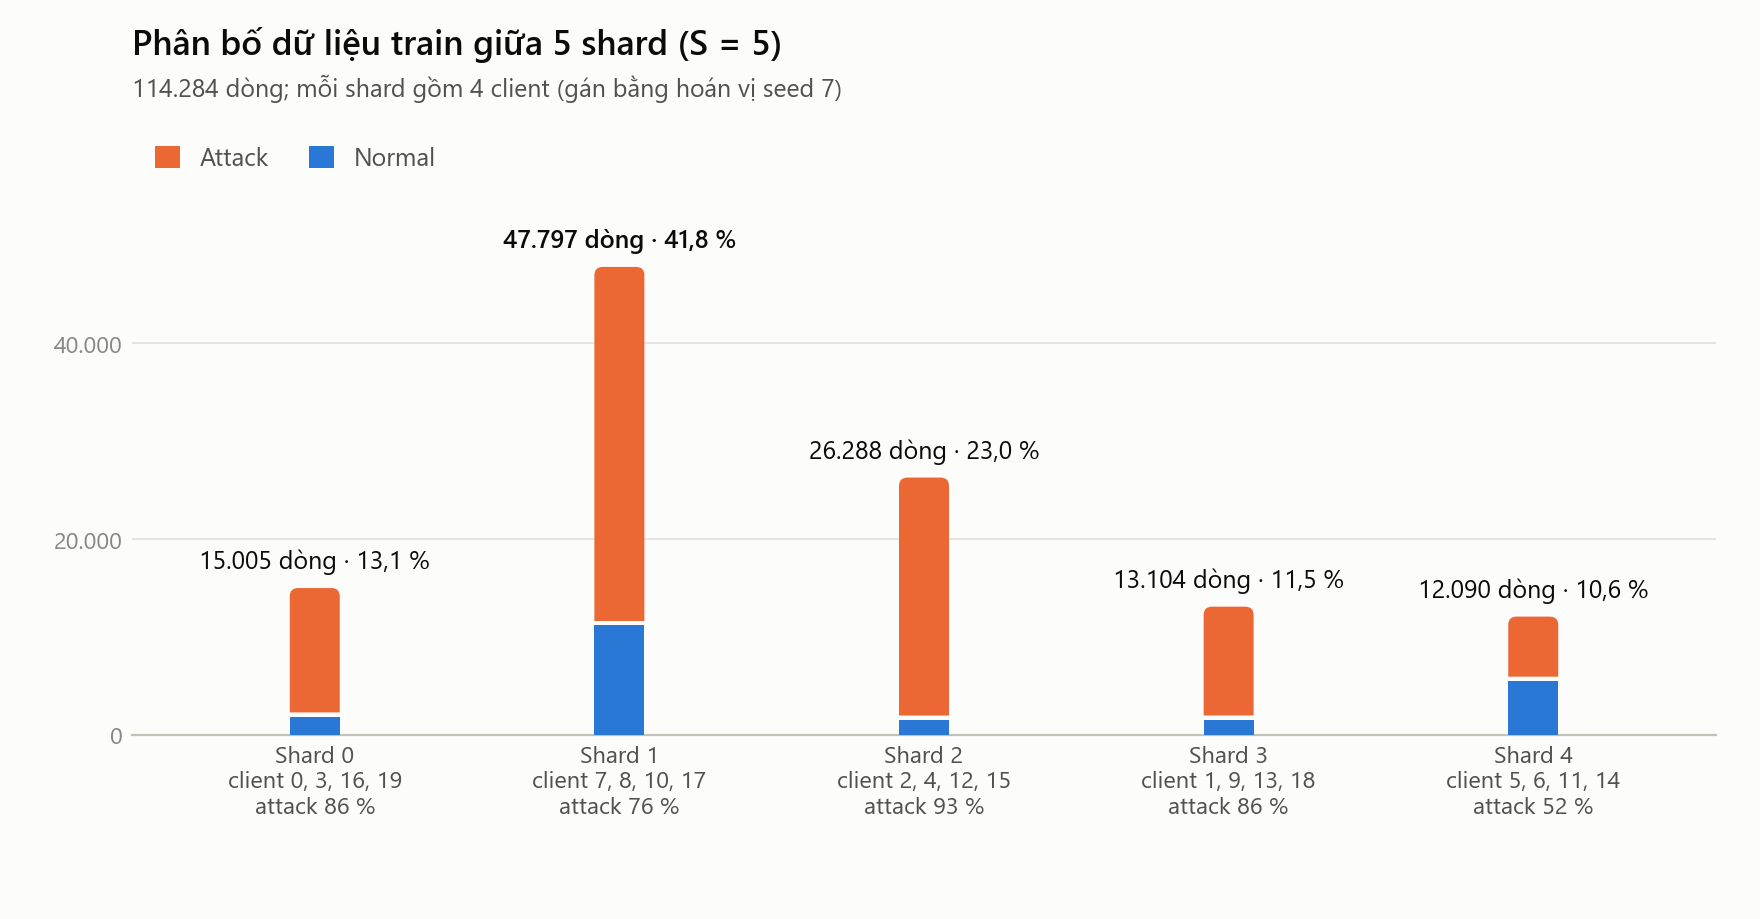 Phân bố dữ liệu train giữa 5 shard (S = 5)
114.284 dòng; mỗi shard gồm 4 client (gán bằng hoán vị seed 7)
Attack
Normal
47.797 dòng · 41,8 %
40.000
26.288 dòng · 23,0 %
20.000
15.005 dòng · 13,1 %
13.104 dòng · 11,5 %
12.090 dòng · 10,6 %
0
Shard 0
client 0, 3, 16, 19
attack 86 %
Shard 1
client 7, 8, 10, 17
attack 76 %
Shard 2
client 2, 4, 12, 15
attack 93 %
Shard 3
client 1, 9, 13, 18
attack 86 %
Shard 4
client 5, 6, 11, 14
attack 52 %